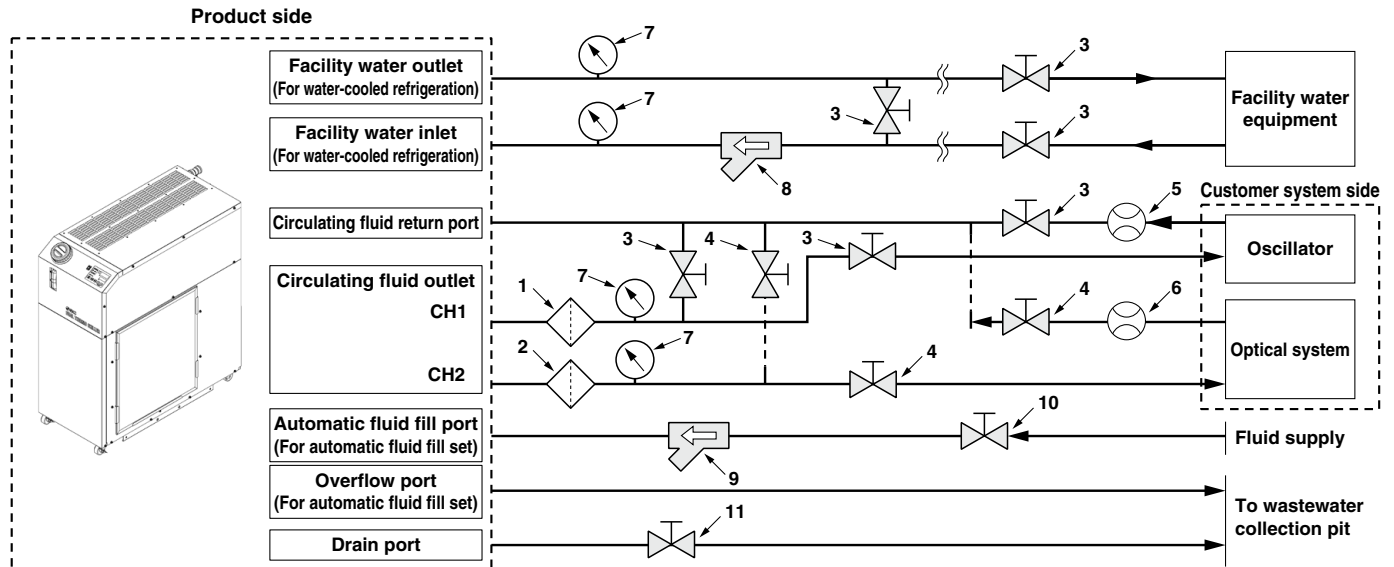 Product side
7
3
Facility water outlet
(For water-cooled refrigeration)
7
3
3
Facility water
equipment
Facility water inlet
(For water-cooled refrigeration)
8
Customer system side
3
5
Circulating fluid return port
3
4
3
Oscillator
Circulating fluid outlet
7
1
CH1
4
6
2
7
4
Optical system
CH2
10
Automatic fluid fill port
(For automatic fluid fill set)
Fluid supply
9
Overflow port
(For automatic fluid fill set)
To wastewater
collection pit
11
Drain port